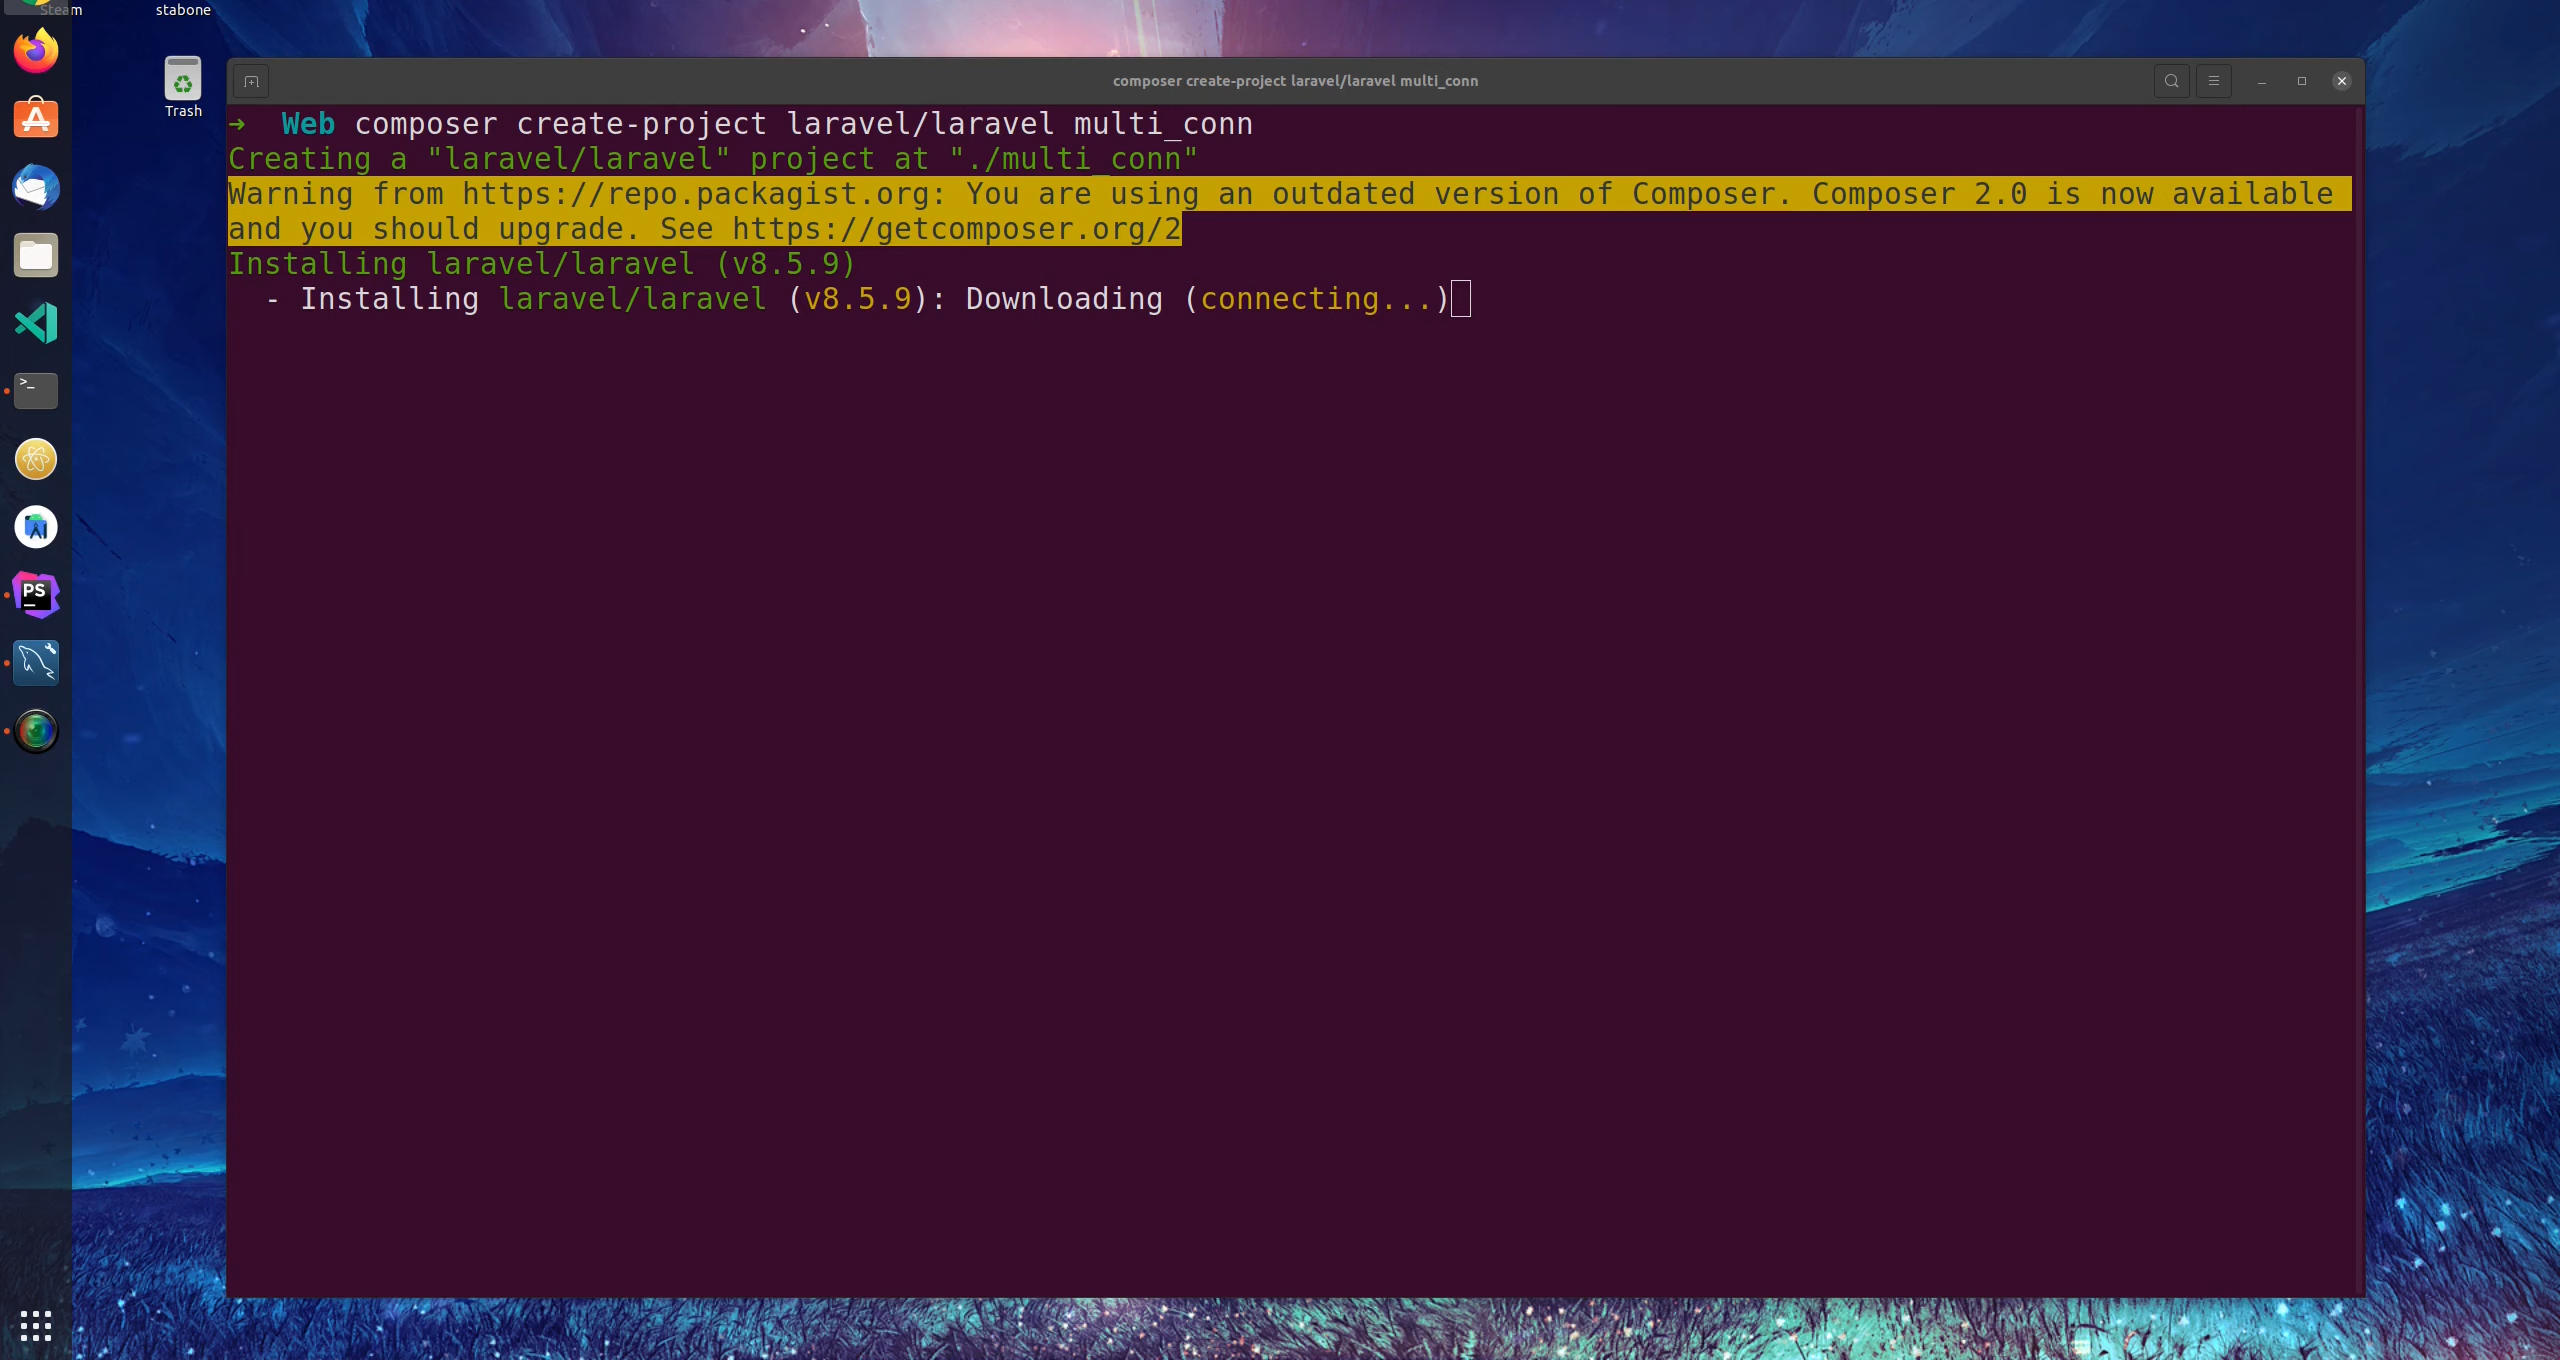 Steam
stabone
Trash
composer create-project laravel/laravel multi_conn
➜  Web composer create-project laravel/laravel multi_conn
Creating a "laravel/laravel" project at "./multi_conn"
Warning from https://repo.packagist.org: You are using an outdated version of Composer. Composer 2.0 is now available
and you should upgrade. See https://getcomposer.org/2
Installing laravel/laravel (v8.5.9)
  - Installing laravel/laravel (v8.5.9): Downloading (connecting...)
>_
PS